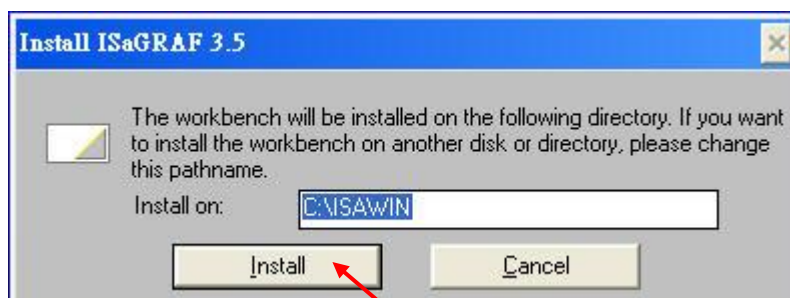 Install ISaGRAF 3.5
The workbench will be installed on the following directory. If you want
to install the workbench on another disk or directory, please change
this pathname.
Install on: C:\ISAWIN
Install Cancel